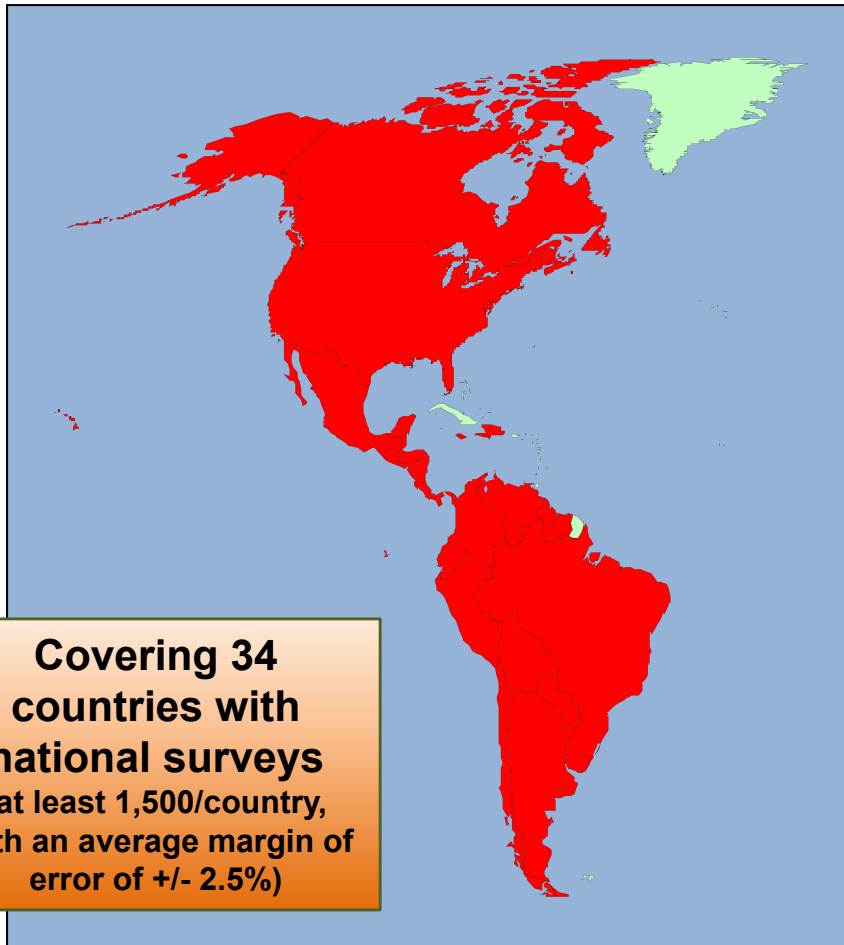 Covering 34
countries with
national surveys
at least 1,500/country,
an average margin of
error of +/- 2.5%)